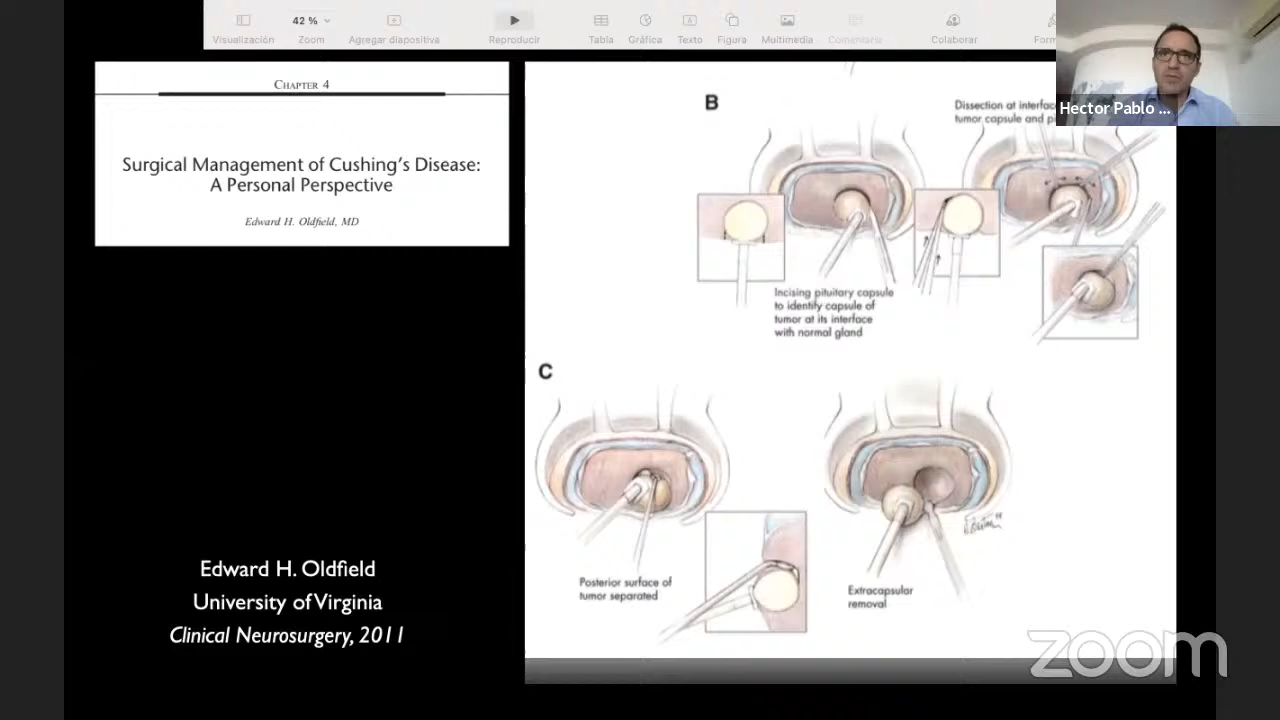 42 %
Visualización
Zoom
Agregar diapositiva
Reproducir
Tabla
Gráfica
Texto
Figura
Multimedia
Comentario
Colaborar
Hector Pablo ...
CHAPTER 4
Surgical Management of Cushing's Disease:
A Personal Perspective
Edward H. Oldfield, MD
Edward H. Oldfield
University of Virginia
Clinical Neurosurgery, 2011
B
Dissection at
tumor capsule and
Incising pituitary capsule
to identify capsule of
tumor at its interface
with normal gland
C
Posterior surface of
tumor separated
Extracapsular
removal
zoom